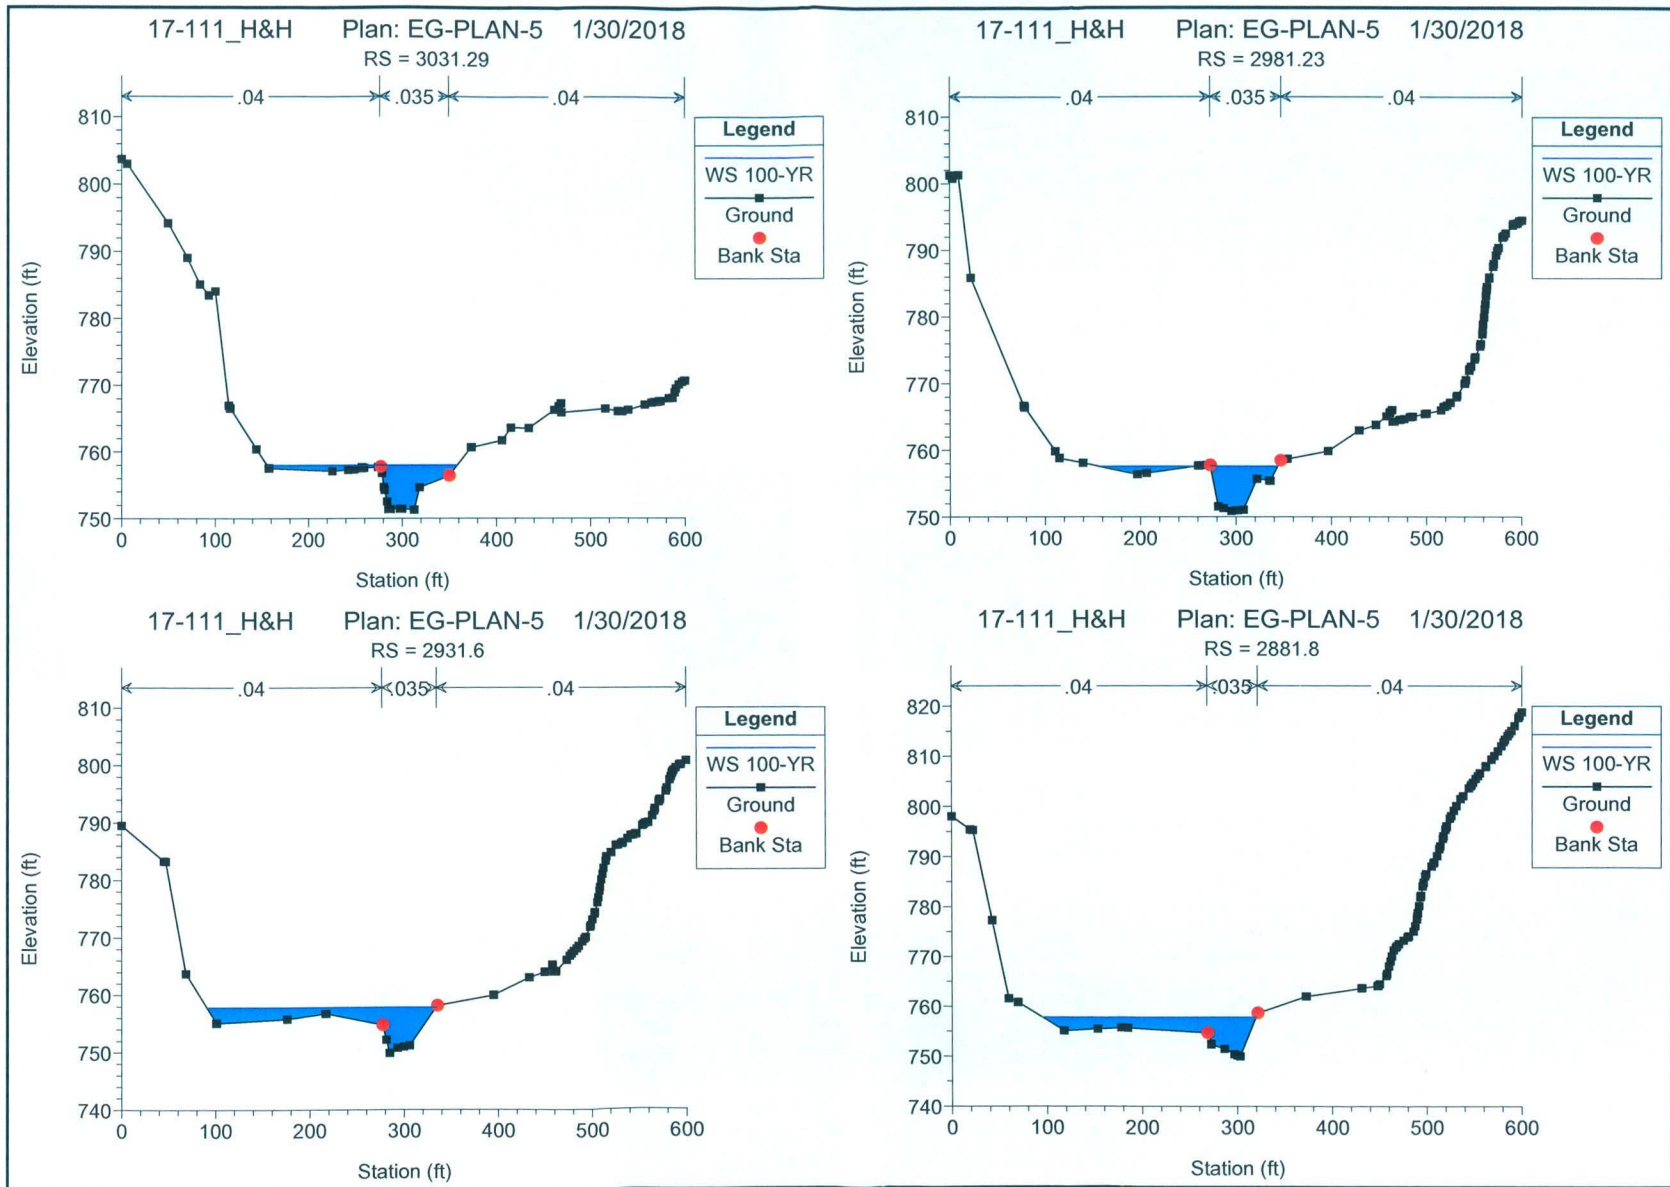 17-111_H&H Plan: EG-PLAN-5 1/30/2018
RS = 3031.29
.04 .035 .04
810
800
790
780
770
760
750
0 100 200 300 400 500 600
Elevation (ft)
Station (ft)
Legend
WS 100-YR
Ground
Bank Sta
17-111_H&H Plan: EG-PLAN-5 1/30/2018
RS = 2981.23
.04 .035 .04
810
800
790
780
770
760
750
0 100 200 300 400 500 600
Elevation (ft)
Station (ft)
Legend
WS 100-YR
Ground
Bank Sta
17-111_H&H Plan: EG-PLAN-5 1/30/2018
RS = 2931.6
.04 .035 .04
810
800
790
780
770
760
750
740
0 100 200 300 400 500 600
Elevation (ft)
Station (ft)
Legend
WS 100-YR
Ground
Bank Sta
17-111_H&H Plan: EG-PLAN-5 1/30/2018
RS = 2881.8
.04 .035 .04
820
810
800
790
780
770
760
750
740
0 100 200 300 400 500 600
Elevation (ft)
Station (ft)
Legend
WS 100-YR
Ground
Bank Sta